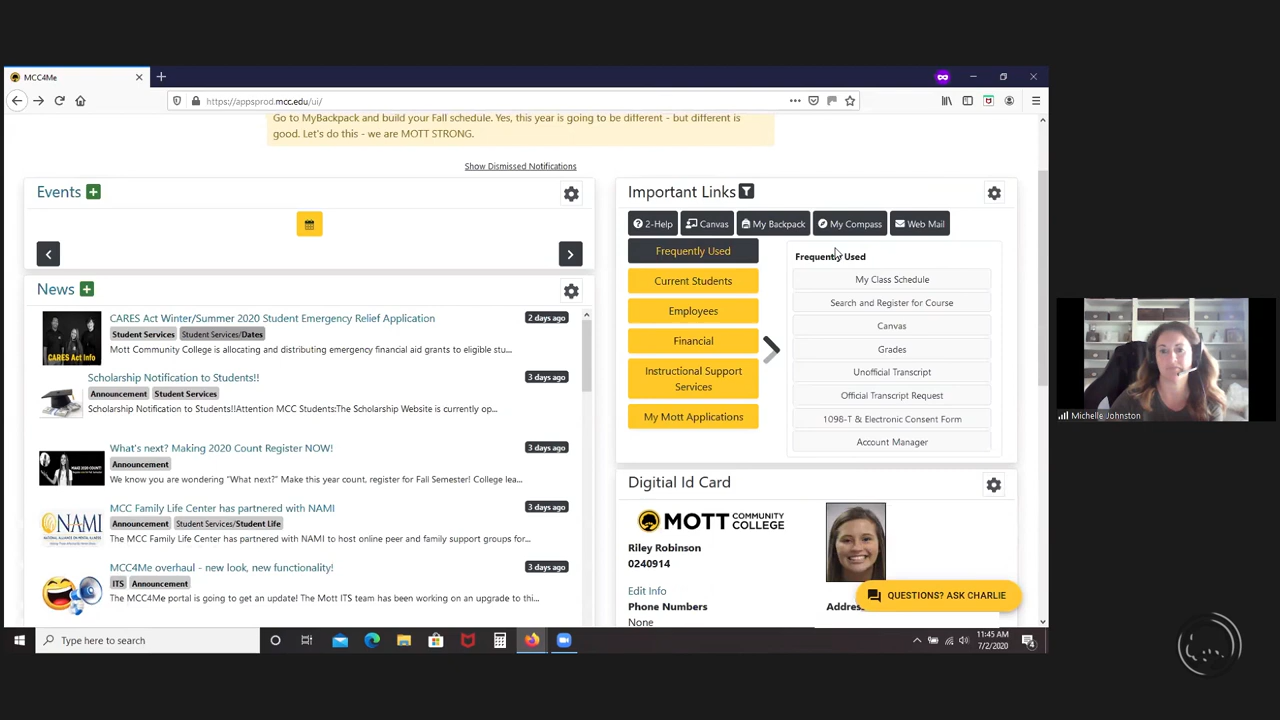 MCC4Me
https://appsprod.mcc.edu/ui/
Go to MyBackpack and build your Fall schedule. Yes, this year is going to be different - but different is
good. Let's do this - we are MOTT STRONG.
Show Dismissed Notifications
Events
News
CARES Act Winter/Summer 2020 Student Emergency Relief Application
2 days ago
Student Services Student Services/Dates
Mott Community College is allocating and distributing emergency financial aid grants to eligible stu...
CARES Act Info
Scholarship Notification to Students!!
3 days ago
Announcement Student Services
Scholarship Notification to Students!!Attention MCC Students:The Scholarship Website is currently op...
What's next? Making 2020 Count Register NOW!
3 days ago
Announcement
We know you are wondering "What next?" Make this year count, register for Fall Semester! College lea...
MAKE 2020 COUNT!
MCC Family Life Center has partnered with NAMI
3 days ago
Announcement Student Services/Student Life
The MCC Family Life Center has partnered with NAMI to host online peer and family support groups for...
NAMI
MCC4Me overhaul - new look, new functionality!
3 days ago
ITS Announcement
The MCC4Me portal is going to get an update! The Mott ITS team has been working on an upgrade to thi...
Important Links
2-Help Canvas My Backpack My Compass Web Mail
Frequently Used
Current Students
Employees
Financial
Instructional Support
Services
My Mott Applications
Frequently Used
My Class Schedule
Search and Register for Course
Canvas
Grades
Unofficial Transcript
Official Transcript Request
1098-T & Electronic Consent Form
Account Manager
Digitial Id Card
MOTT COMMUNITY
COLLEGE
Riley Robinson
0240914
Edit Info
Phone Numbers
None
Addres
QUESTIONS? ASK CHARLIE
Type here to search
11:45 AM
7/2/2020
4
Michelle Johnston